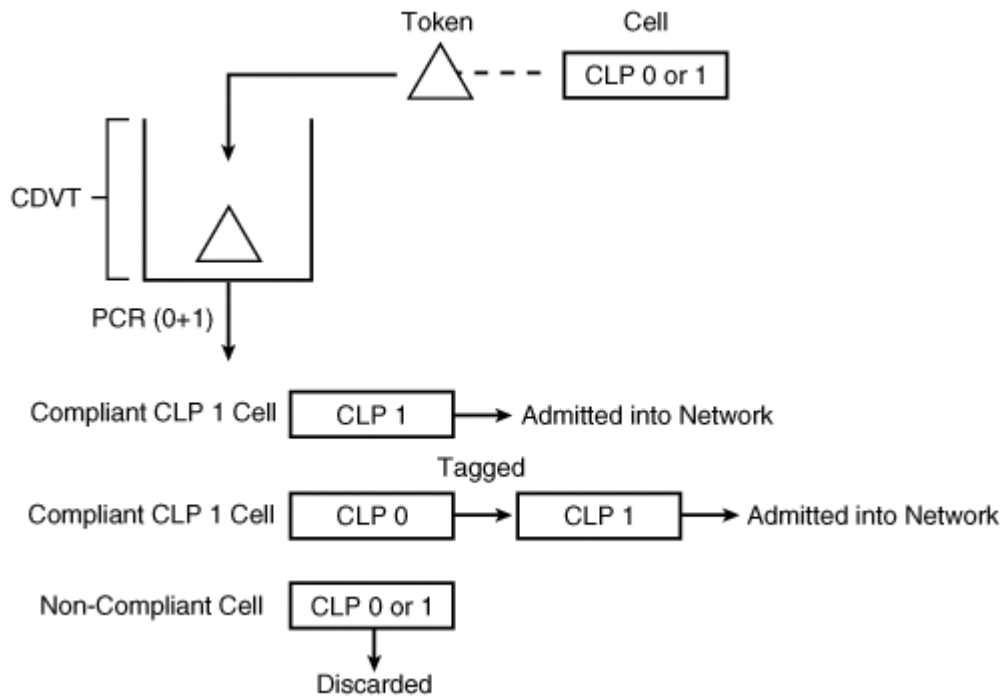 Token
Cell
CLP 0 or 1
CDVT
PCR (0+1)
Compliant CLP 1 Cell
CLP 1
Admitted into Network
Tagged
Compliant CLP 1 Cell
CLP 0
CLP 1
Admitted into Network
Non-Compliant Cell
CLP 0 or 1
Discarded